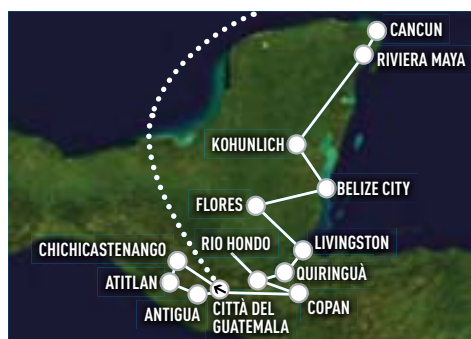 CANCUN
RIVIERA MAYA
KOHUNLICH
BELIZE CITY
FLORES
RIO HONDO
LIVINGSTON
CHICHICASTENANGO
QUIRINGUÀ
ATITLAN
COPAN
ANTIGUA
CITTÀ DEL
GUATEMALA